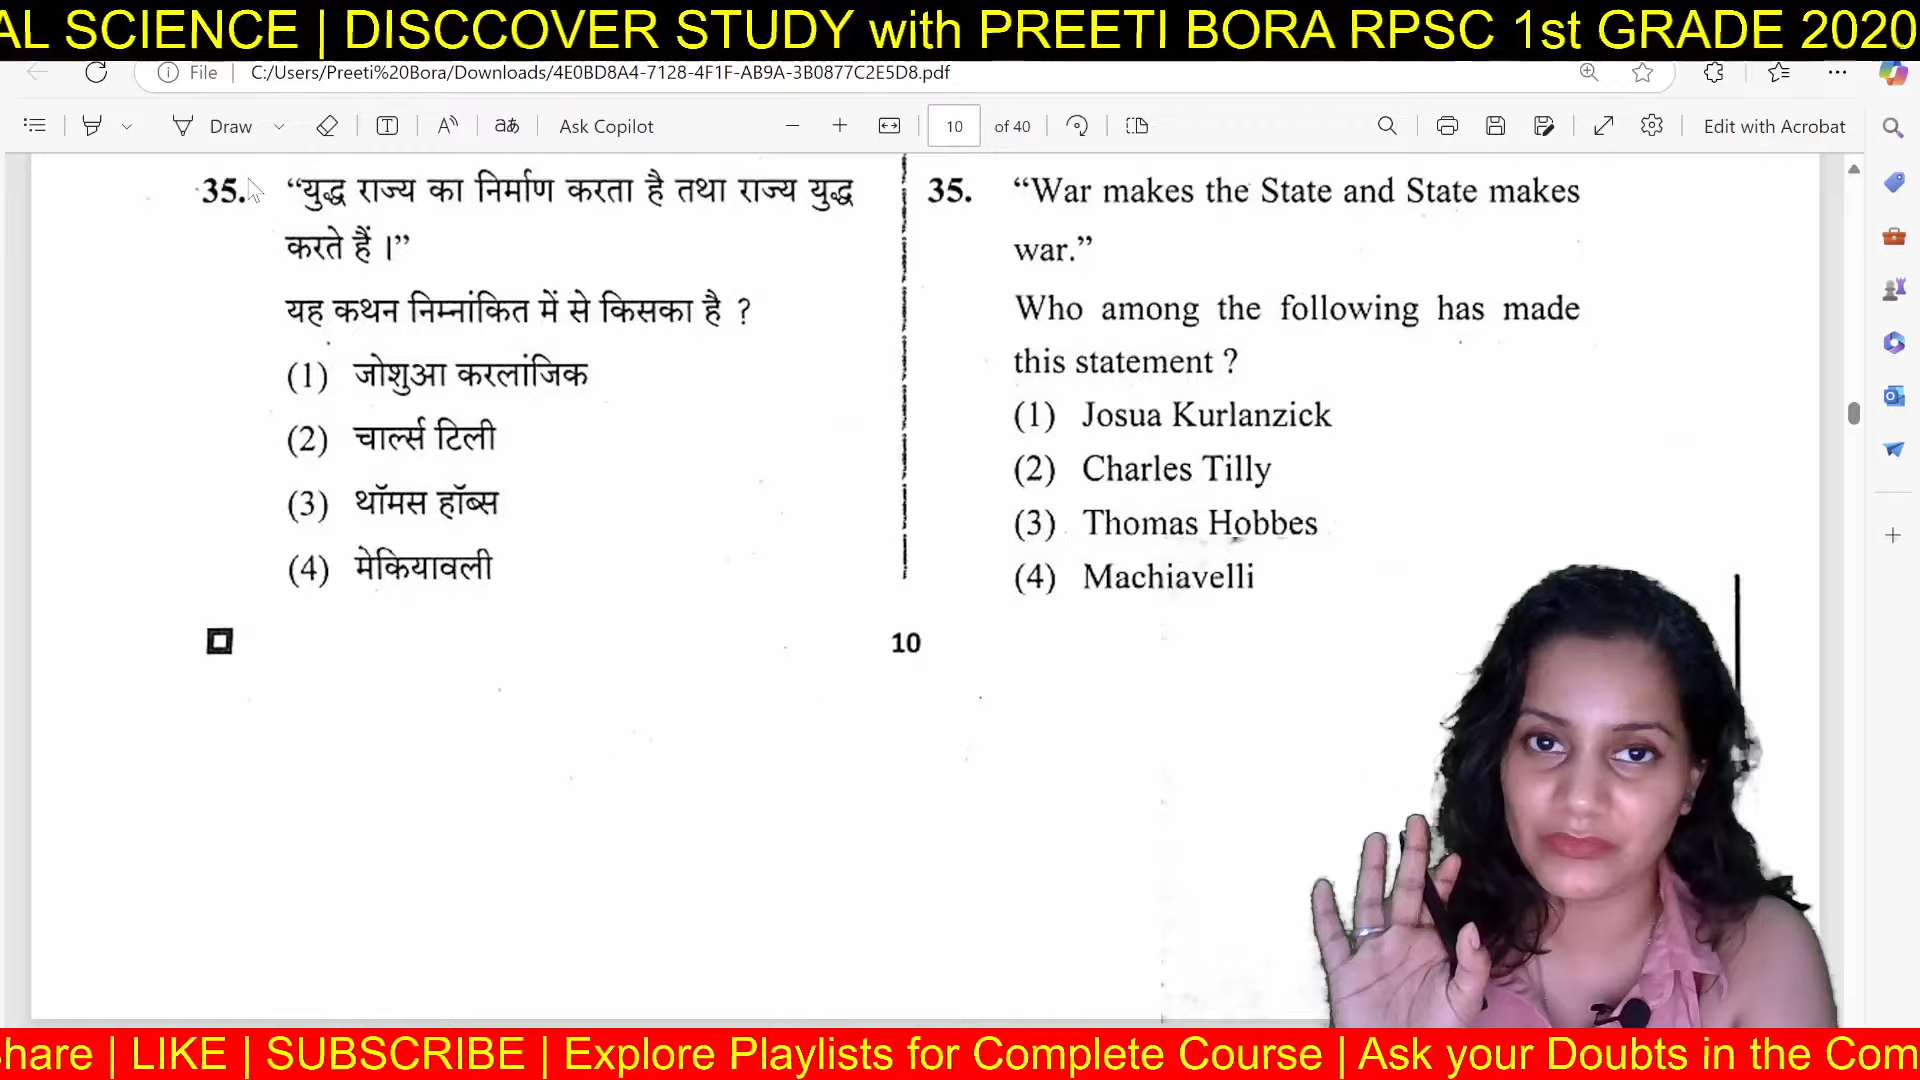 AL SCIENCE | DISCCOVER STUDY with PREETI BORA RPSC 1st GRADE 2020
File | C:/Users/Preeti%20Bora/Downloads/4E0BD8A4-7128-4F1F-AB9A-3B0877C2E5D8.pdf
Draw
Ask Copilot
10 of 40
Edit with Acrobat
35. “युद्ध राज्य का निर्माण करता है तथा राज्य युद्ध
करते हैं ।”
यह कथन निम्नांकित में से किसका है ?
(1) जोशुआ करलांजिक
(2) चार्ल्स टिली
(3) थॉमस हॉब्स
(4) मेकियावली
35. “War makes the State and State makes
war.”
Who among the following has made
this statement ?
(1) Josua Kurlanzick
(2) Charles Tilly
(3) Thomas Hobbes
(4) Machiavelli
10
hare | LIKE | SUBSCRIBE | Explore Playlists for Complete Course | Ask your Doubts in the Com